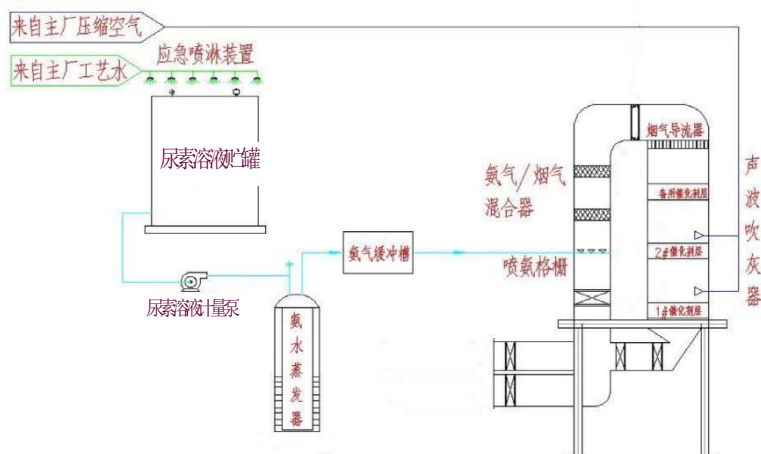 来自主厂压缩空气
来自主厂工艺水
应急喷淋装置
尿素溶液贮罐
尿素溶液计量泵
氨水蒸发器
氨气缓冲槽
氨气/烟气
混合器
喷氨格栅
烟气导流器
备用催化剂层
2#催化剂层
1#催化剂层
声波吹灰器